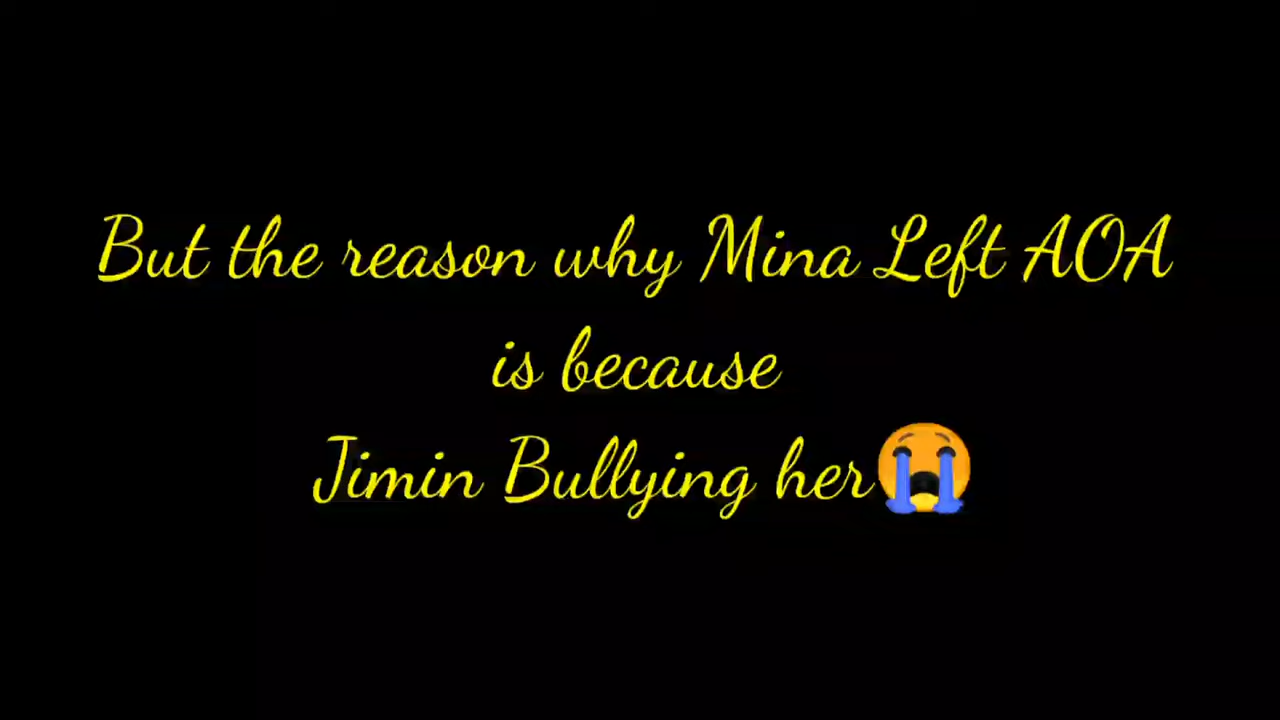 But the reason why Mina Left AOA
is because
Jimin Bullying her😭